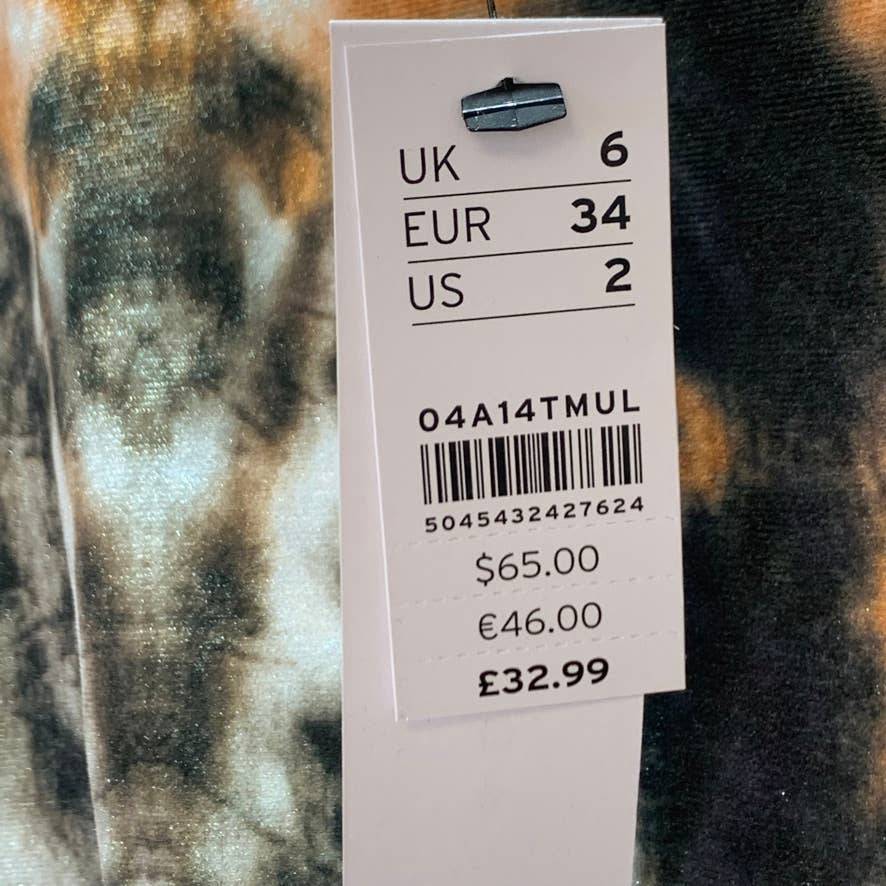 UK 6
EUR 34
US 2
04A14TMUL
5045432427624
$65.00
€46.00
£32.99